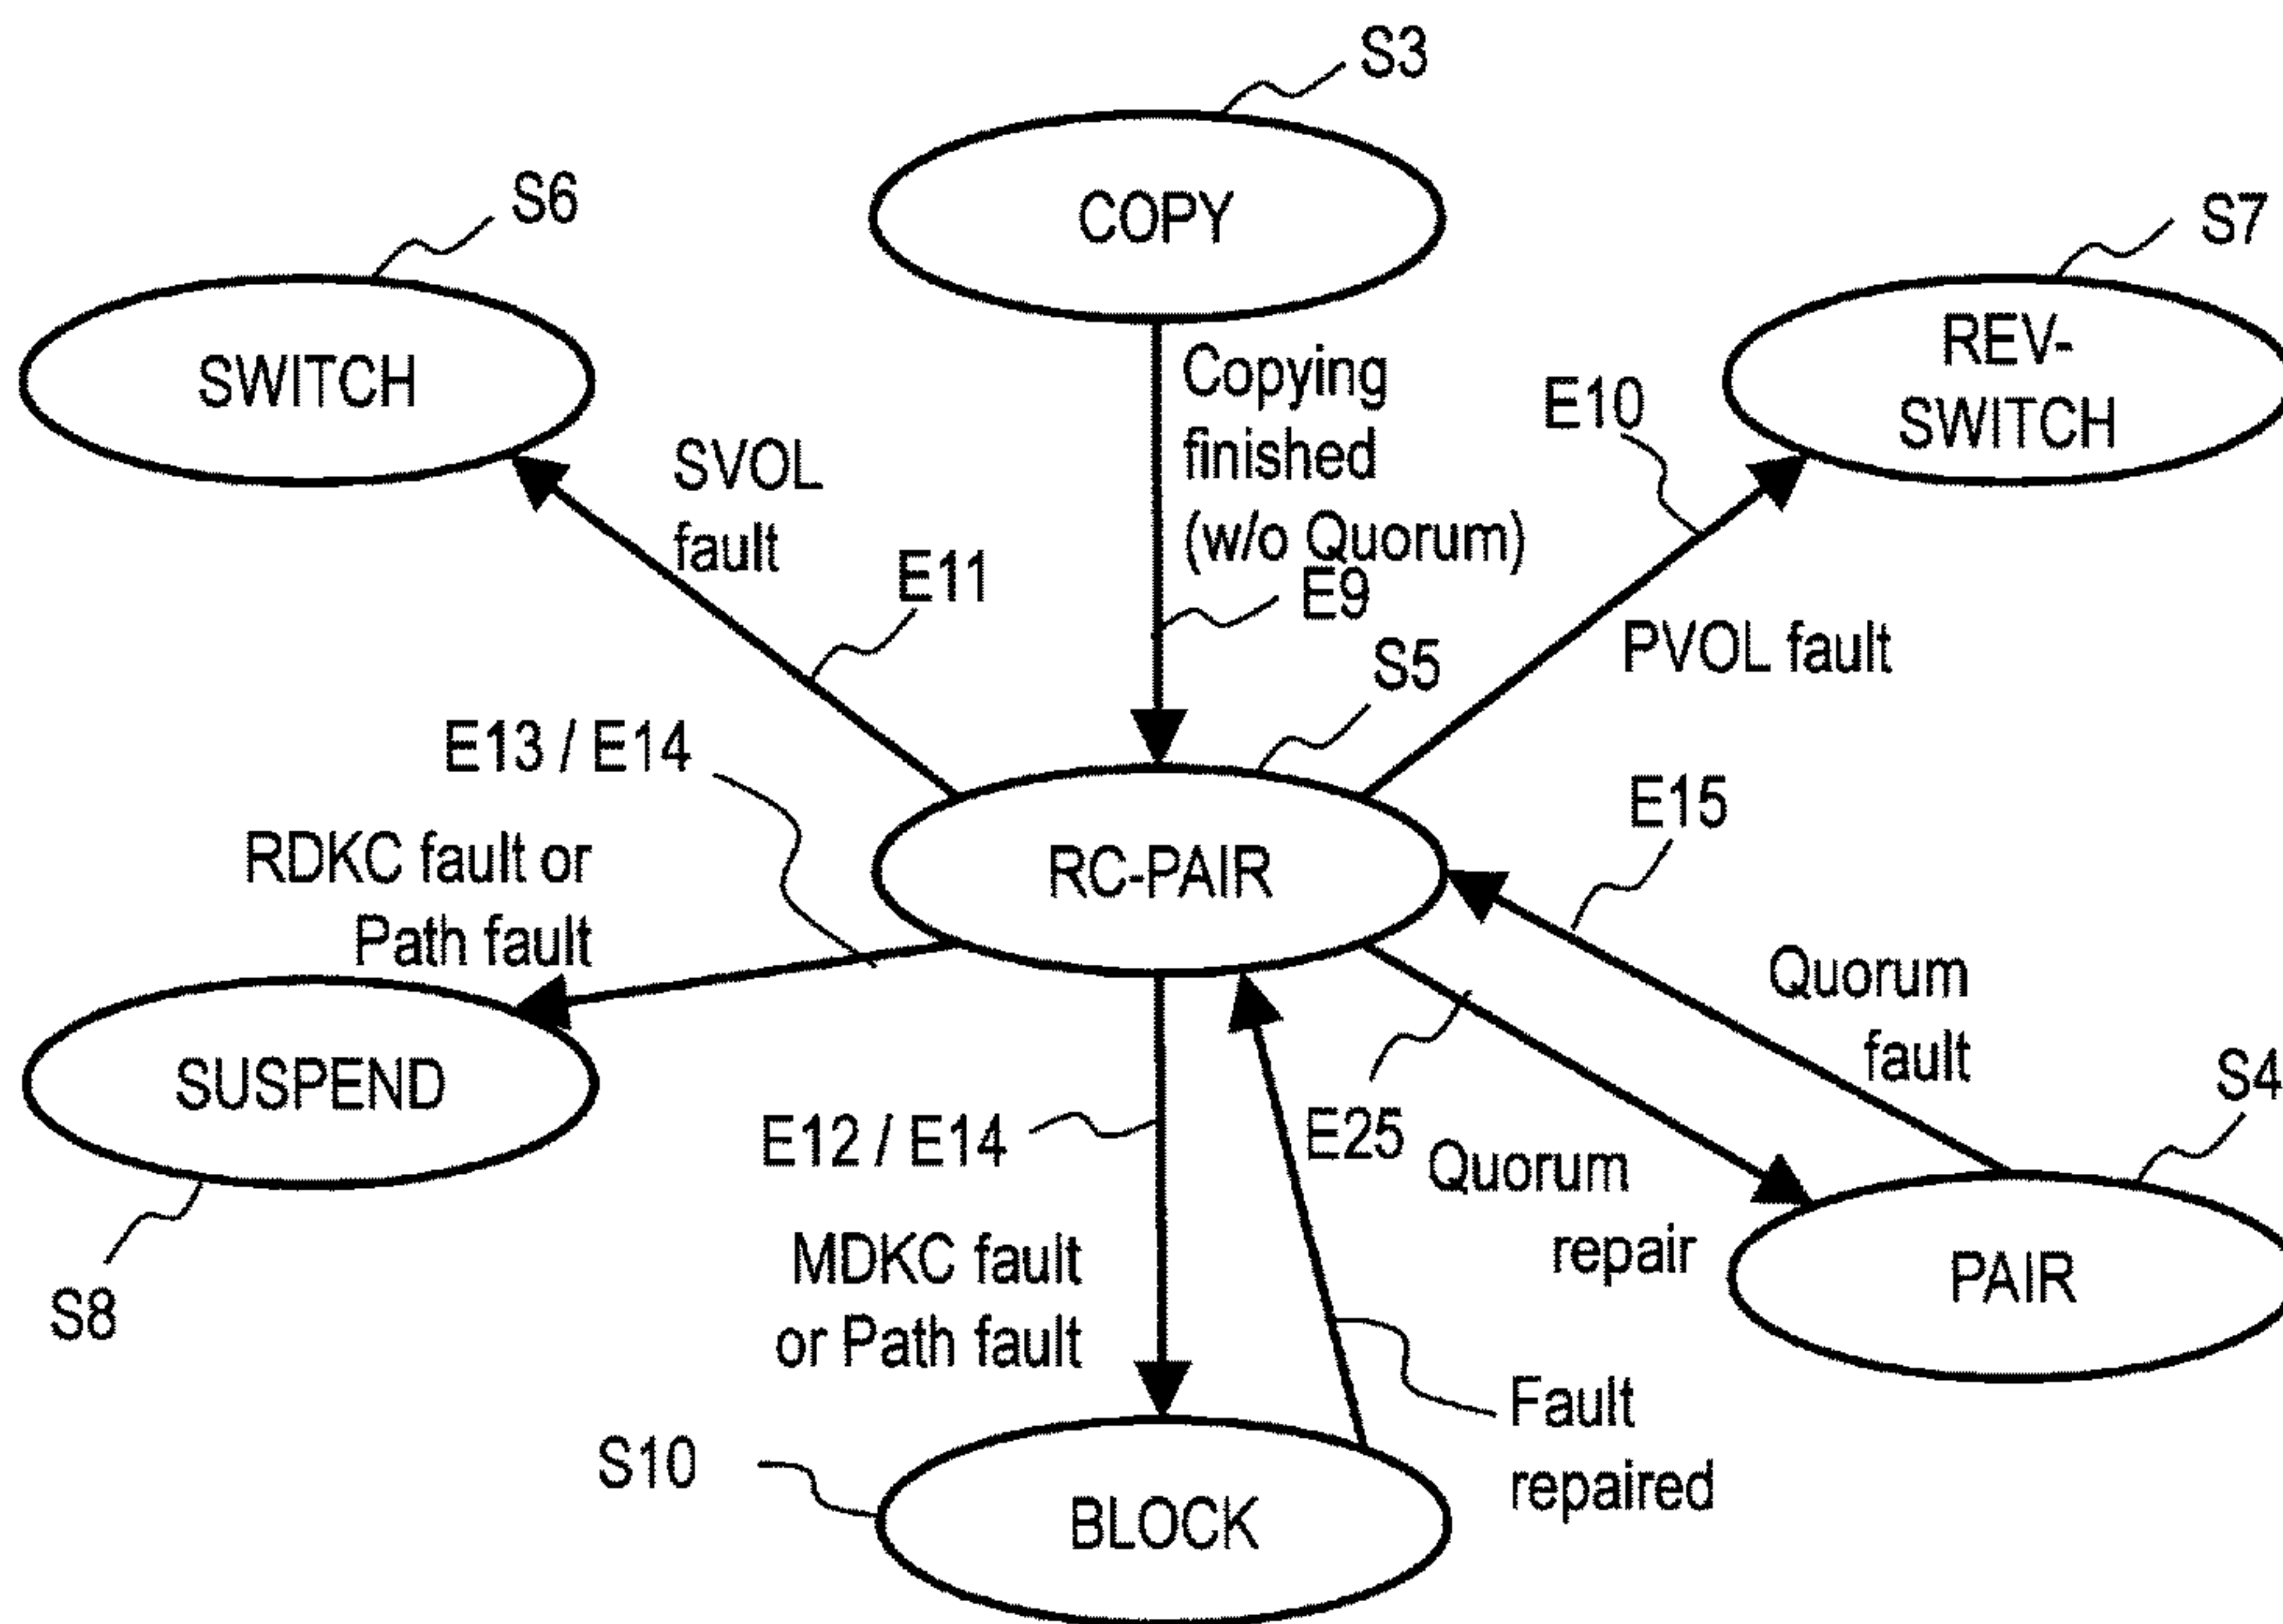 S3
COPY
S6
SWITCH
S7
REV-
SWITCH
Copying
finished
(w/o Quorum)
E9
E10
PVOL fault
SVOL
fault
E11
S5
RC-PAIR
E13 / E14
RDKC fault or
Path fault
SUSPEND
S8
E15
Quorum
fault
S4
E25
Quorum
repair
PAIR
E12 / E14
MDKC fault
or Path fault
Fault
repaired
S10
BLOCK